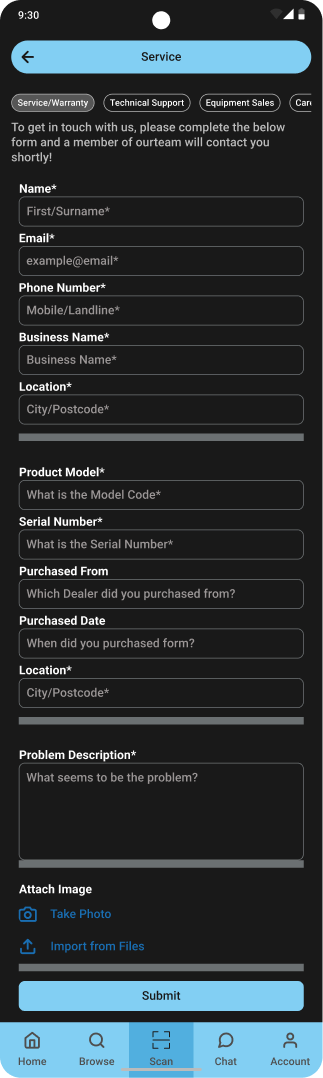 9:30
Service
Service/Warranty Technical Support Equipment Sales
To get in touch with us, please complete the below
form and a member of ourteam will contact you
shortly!
Name*
First/Surname*
Email*
example@email*
Phone Number*
Mobile/Landline*
Business Name*
Business Name*
Location*
City/Postcode*
Product Model*
What is the Model Code*
Serial Number*
What is the Serial Number*
Purchased From
Which Dealer did you purchased from?
Purchased Date
When did you purchased form?
Location*
City/Postcode*
Problem Description*
What seems to be the problem?
Attach Image
Take Photo
Import from Files
Submit
Home Browse Scan Chat Account